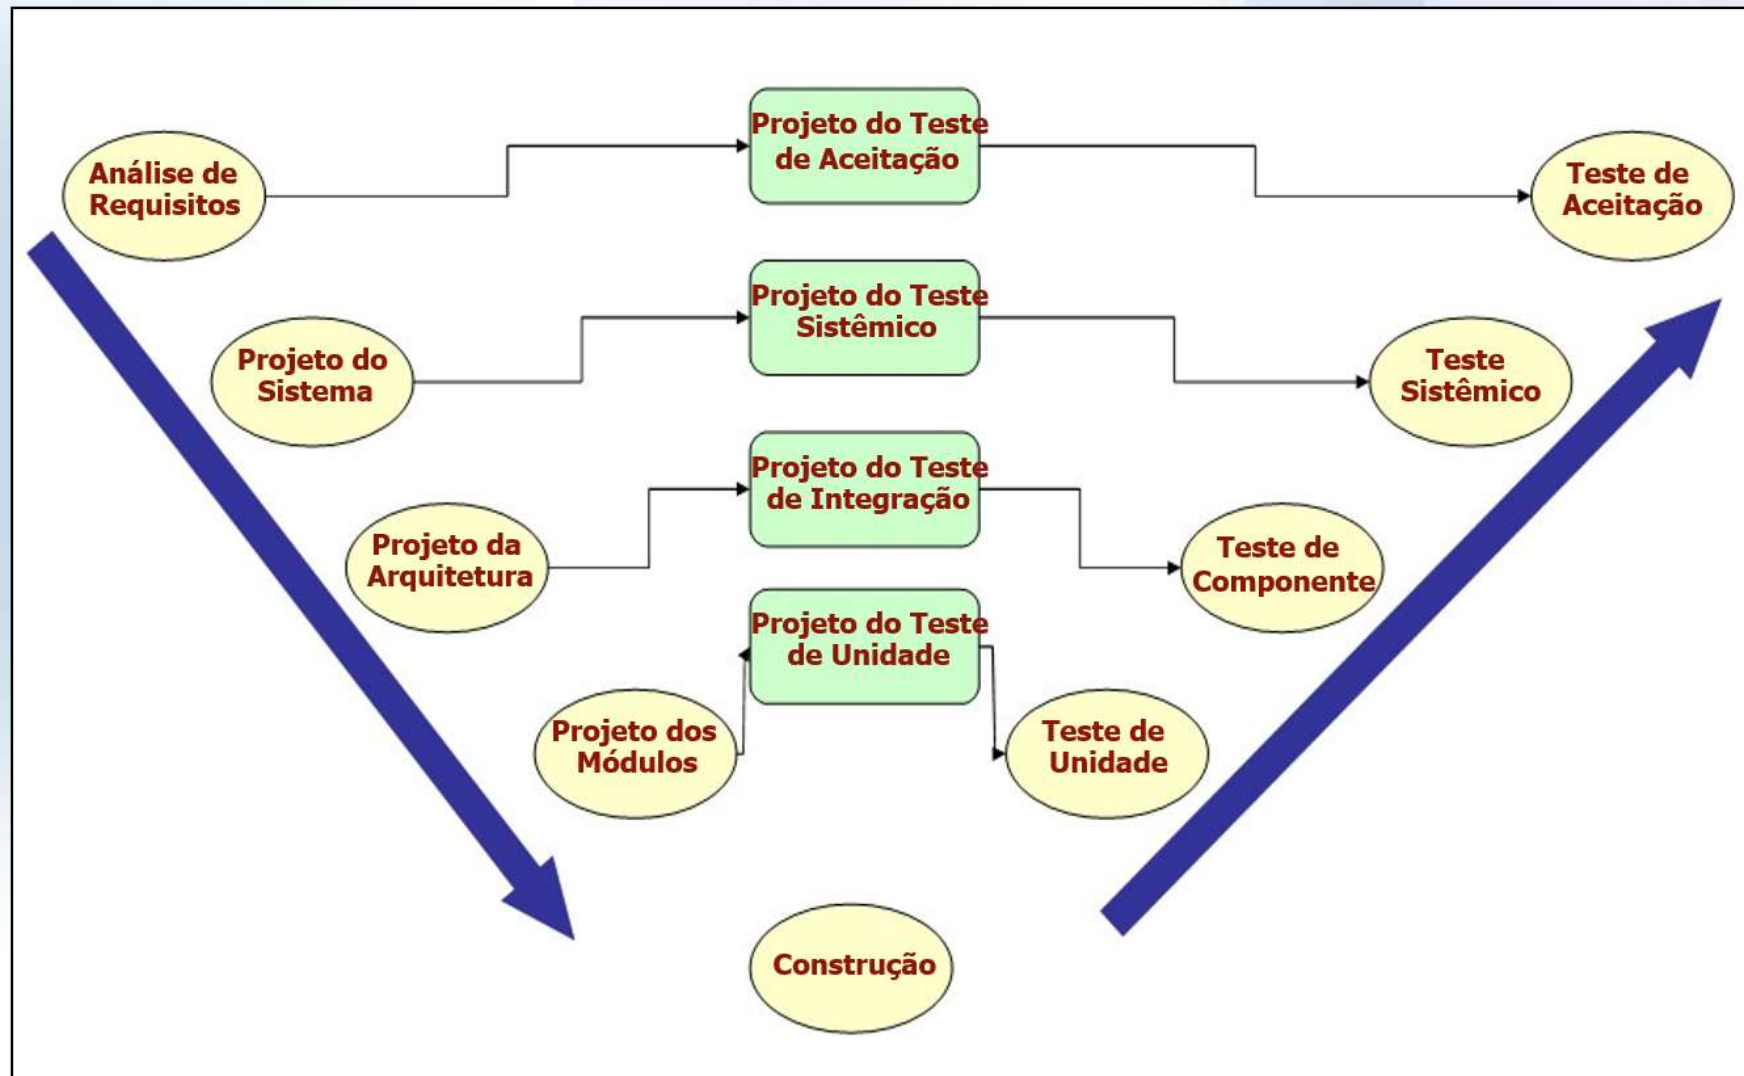 Projeto do Teste
de Aceitação
Análise de
Requisitos
Teste de
Aceitação
Projeto do Teste
Sistêmico
Projeto do
Sistema
Teste
Sistêmico
Projeto do Teste
de Integração
Projeto da
Arquitetura
Teste de
Componente
Projeto do Teste
de Unidade
Projeto dos
Módulos
Teste de
Unidade
Construção